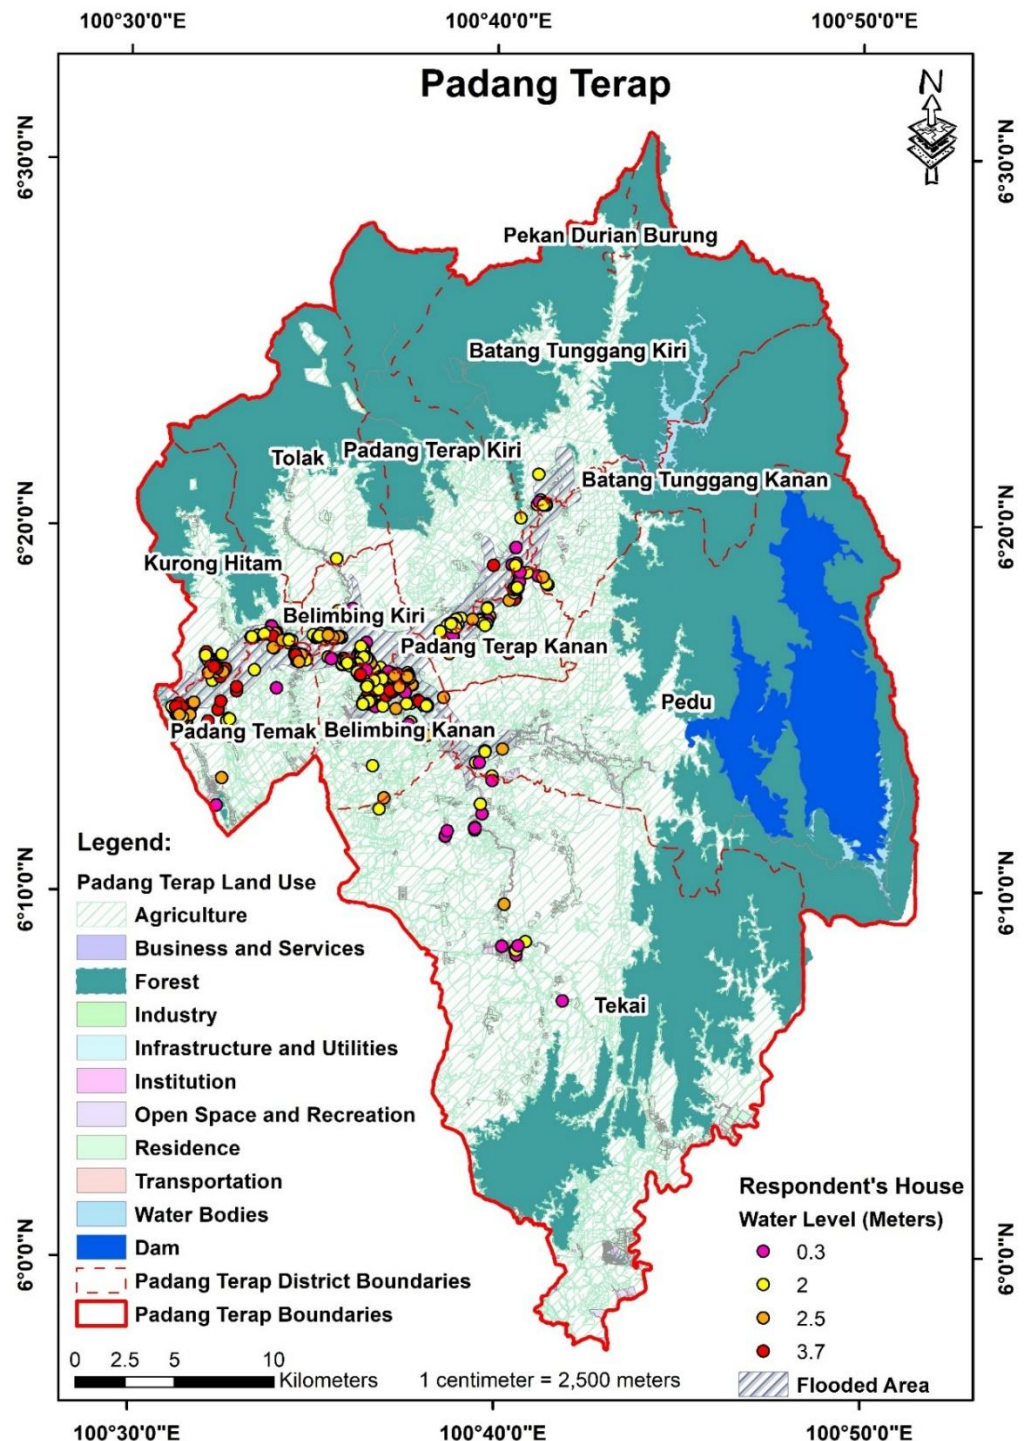 100°30'0"E 100°40'0"E 100°50'0"E
Padang Terap
N
6°30'0"N 6°30'0"N
Pekan Durian Burung
Batang Tunggang Kiri
Padang Terap Kiri
Tolak
Batang Tunggang Kanan
6°20'0"N 6°20'0"N
Kurong Hitam
Belimbing Kiri
Padang Terap Kanan
Pedu
Padang Temak
Belimbing Kanan
Legend:
Padang Terap Land Use
6°10'0"N 6°10'0"N
Agriculture
Business and Services
Forest
Industry
Infrastructure and Utilities
Institution
Open Space and Recreation
Residence
Transportation
Water Bodies
Dam
Padang Terap District Boundaries
Padang Terap Boundaries
Tekai
Respondent's House
Water Level (Meters)
0.3
2
2.5
3.7
Flooded Area
6°0'0"N 6°0'0"N
0 2.5 5 10
Kilometers
1 centimeter = 2,500 meters
100°30'0"E 100°40'0"E 100°50'0"E